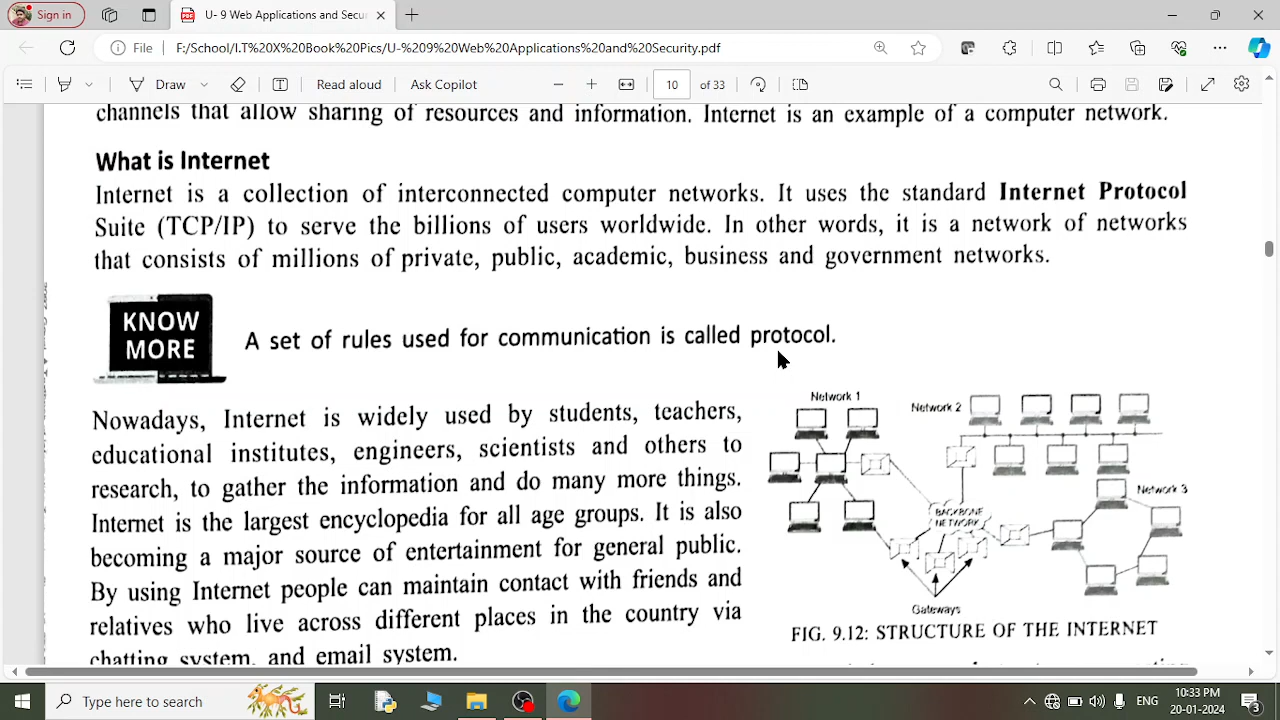 Sign in
U- 9 Web Applications and Secur
File
F:/School/I.T%20X%20Book%20Pics/U-%209%20Web%20Applications%20and%20Security.pdf
Draw
Read aloud
Ask Copilot
10
of 33
channels that allow sharing of resources and information. Internet is an example of a computer network.
What is Internet
Internet is a collection of interconnected computer networks. It uses the standard Internet Protocol
Suite (TCP/IP) to serve the billions of users worldwide. In other words, it is a network of networks
that consists of millions of private, public, academic, business and government networks.
KNOW
MORE
A set of rules used for communication is called protocol.
Nowadays, Internet is widely used by students, teachers,
educational institutes, engineers, scientists and others to
research, to gather the information and do many more things.
Internet is the largest encyclopedia for all age groups. It is also
becoming a major source of entertainment for general public.
By using Internet people can maintain contact with friends and
relatives who live across different places in the country via
chatting system, and email system.
Network 1
Network 2
Network 3
BACKBONE
NETWORK
Gateways
FIG. 9.12: STRUCTURE OF THE INTERNET
Type here to search
ENG
10:33 PM
20-01-2024
3